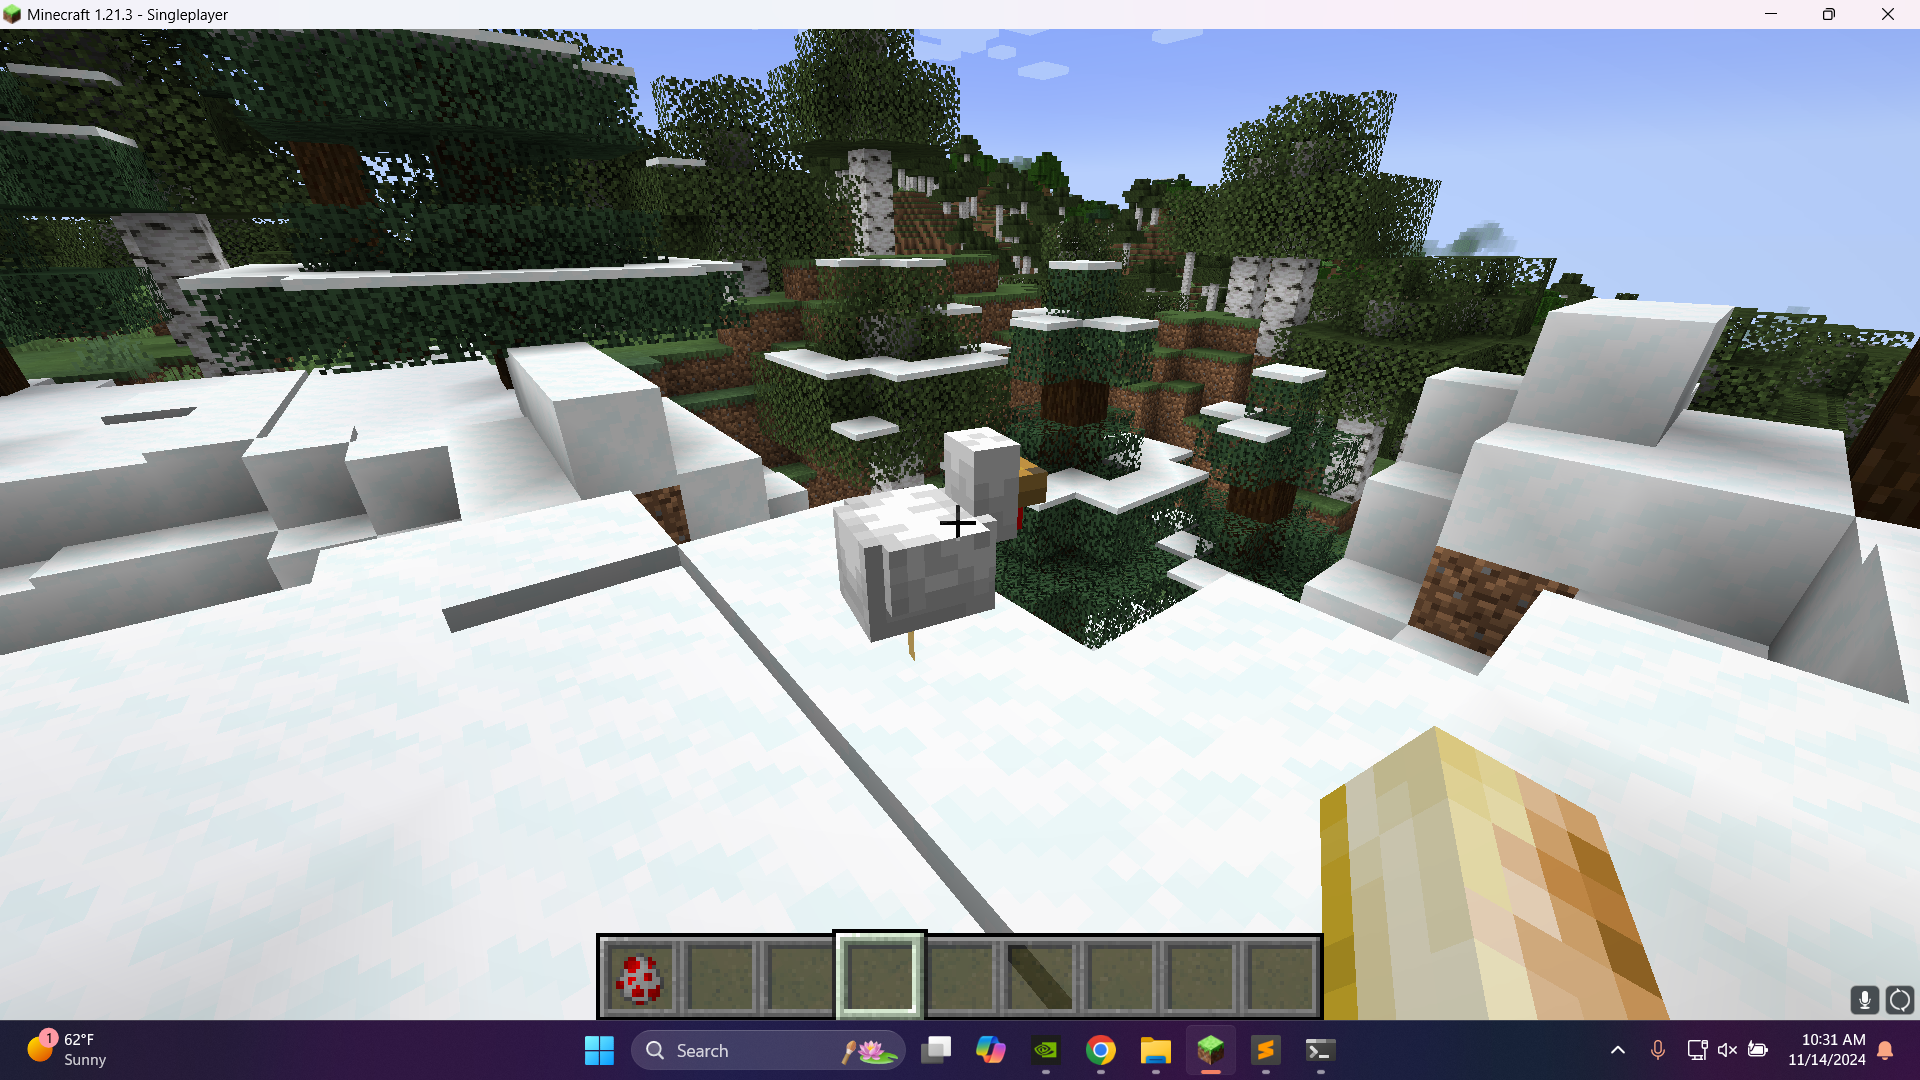 Minecraft 1.21.3 - Singleplayer
1
62°F
Sunny
Search
10:31 AM
11/14/2024